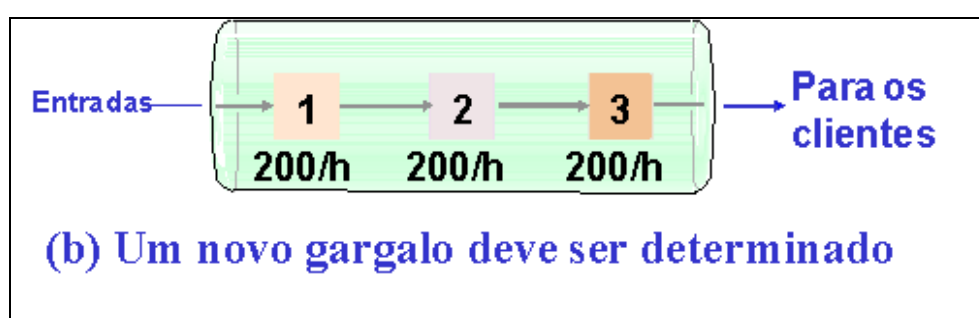 Entradas
1 2 3
200/h 200/h 200/h
Para os
clientes
(b) Um novo gargalo deve ser determinado